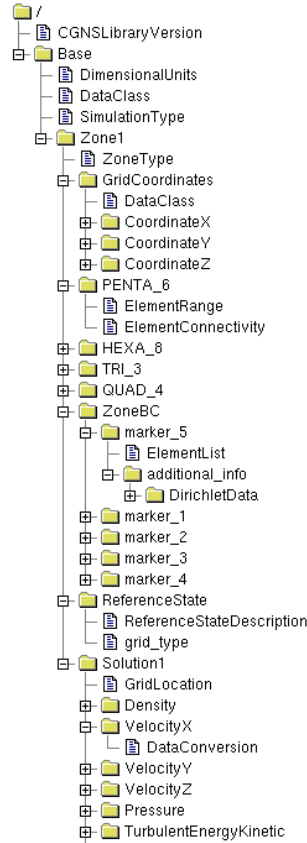 /
CGNSLibraryVersion
Base
DimensionalUnits
DataClass
SimulationType
Zone1
ZoneType
GridCoordinates
DataClass
CoordinateX
CoordinateY
CoordinateZ
PENTA_6
ElementRange
ElementConnectivity
HEXA_8
TRI_3
QUAD_4
ZoneBC
marker_5
ElementList
additional_info
DirichletData
marker_1
marker_2
marker_3
marker_4
ReferenceState
ReferenceStateDescription
grid_type
Solution1
GridLocation
Density
VelocityX
DataConversion
VelocityY
VelocityZ
Pressure
TurbulentEnergyKinetic